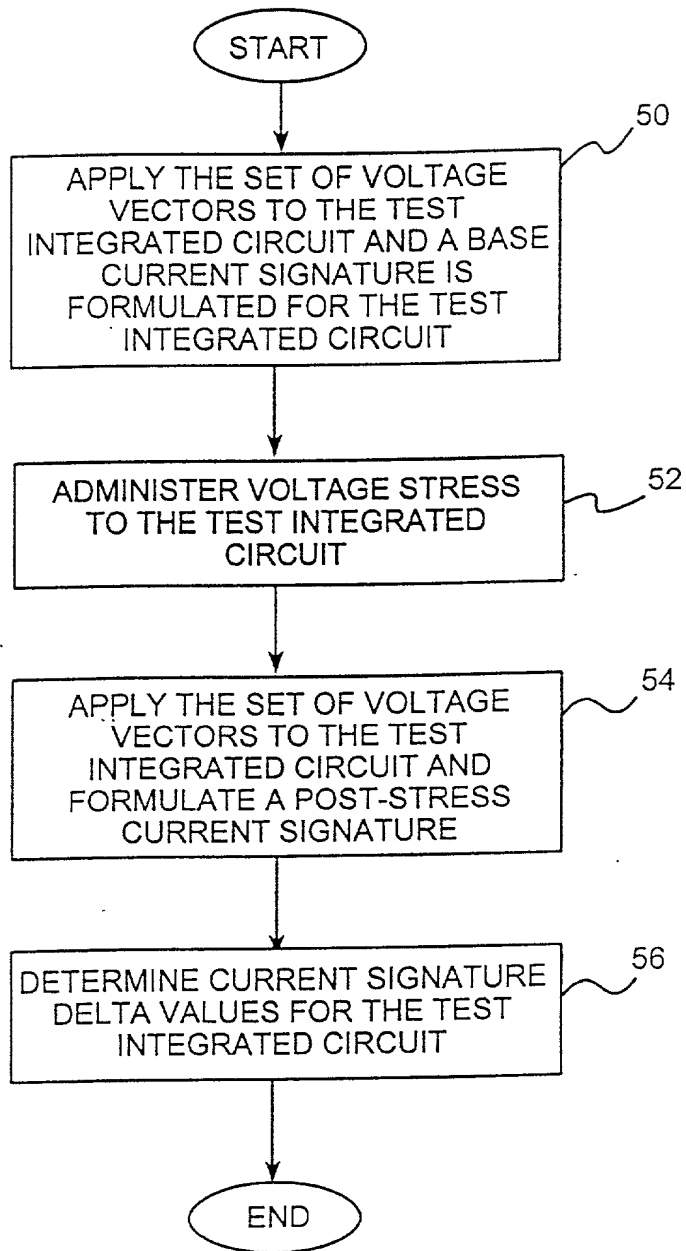 START
50
APPLY THE SET OF VOLTAGE
VECTORS TO THE TEST
INTEGRATED CIRCUIT AND A BASE
CURRENT SIGNATURE IS
FORMULATED FOR THE TEST
INTEGRATED CIRCUIT
52
ADMINISTER VOLTAGE STRESS
TO THE TEST INTEGRATED
CIRCUIT
54
APPLY THE SET OF VOLTAGE
VECTORS TO THE TEST
INTEGRATED CIRCUIT AND
FORMULATE A POST-STRESS
CURRENT SIGNATURE
56
DETERMINE CURRENT SIGNATURE
DELTA VALUES FOR THE TEST
INTEGRATED CIRCUIT
END